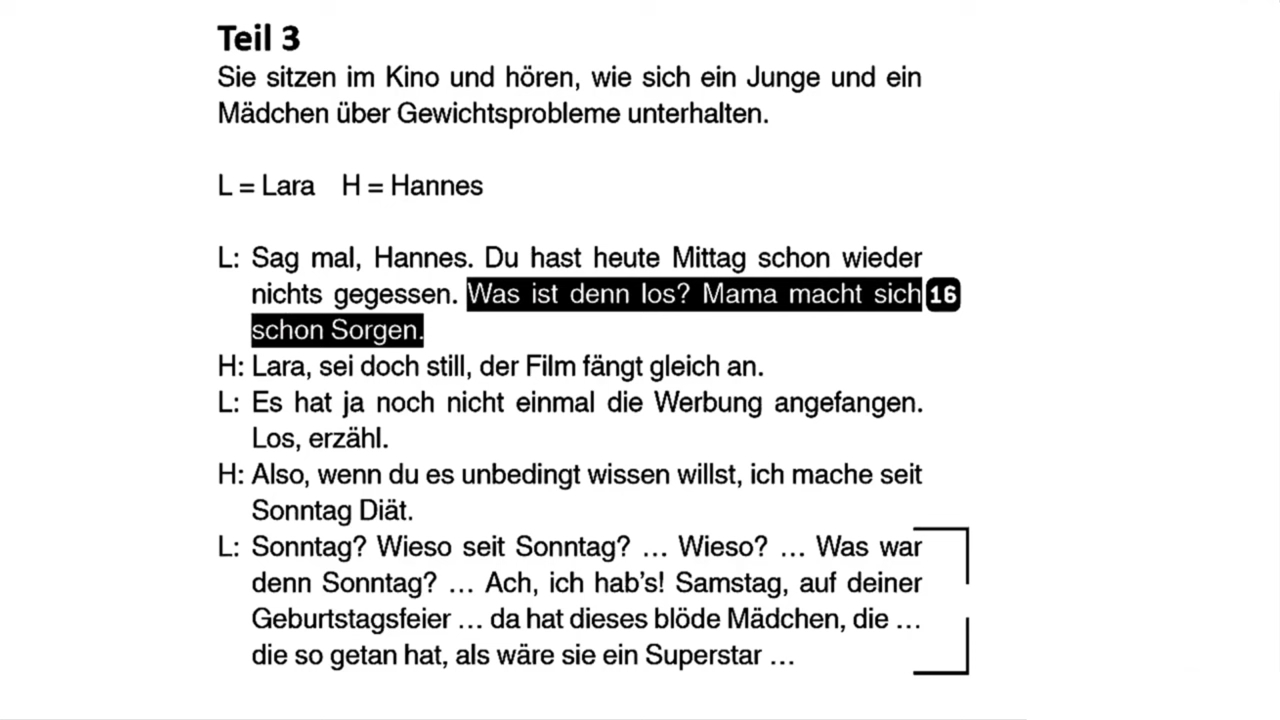 Teil 3
Sie sitzen im Kino und hören, wie sich ein Junge und ein
Mädchen über Gewichtsprobleme unterhalten.
L = Lara H = Hannes
L: Sag mal, Hannes. Du hast heute Mittag schon wieder
nichts gegessen. Was ist denn los? Mama macht sich 16
schon Sorgen.
H: Lara, sei doch still, der Film fängt gleich an.
L: Es hat ja noch nicht einmal die Werbung angefangen.
Los, erzähl.
H: Also, wenn du es unbedingt wissen willst, ich mache seit
Sonntag Diät.
L: Sonntag? Wieso seit Sonntag? … Wieso? … Was war
denn Sonntag? … Ach, ich hab’s! Samstag, auf deiner
Geburtstagsfeier … da hat dieses blöde Mädchen, die …
die so getan hat, als wäre sie ein Superstar …